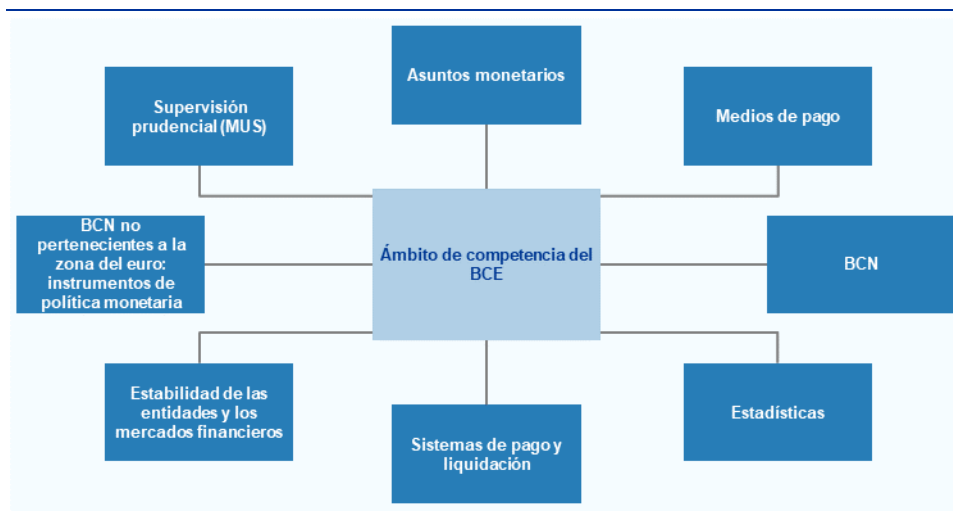 Asuntos monetarios
Supervisión
prudencial (MUS)
Medios de pago
BCN no
pertenecientes a la
zona del euro:
instrumentos de
política monetaria
Ámbito de competencia del
BCE
BCN
Estabilidad de las
entidades y los
mercados financieros
Sistemas de pago y
liquidación
Estadísticas